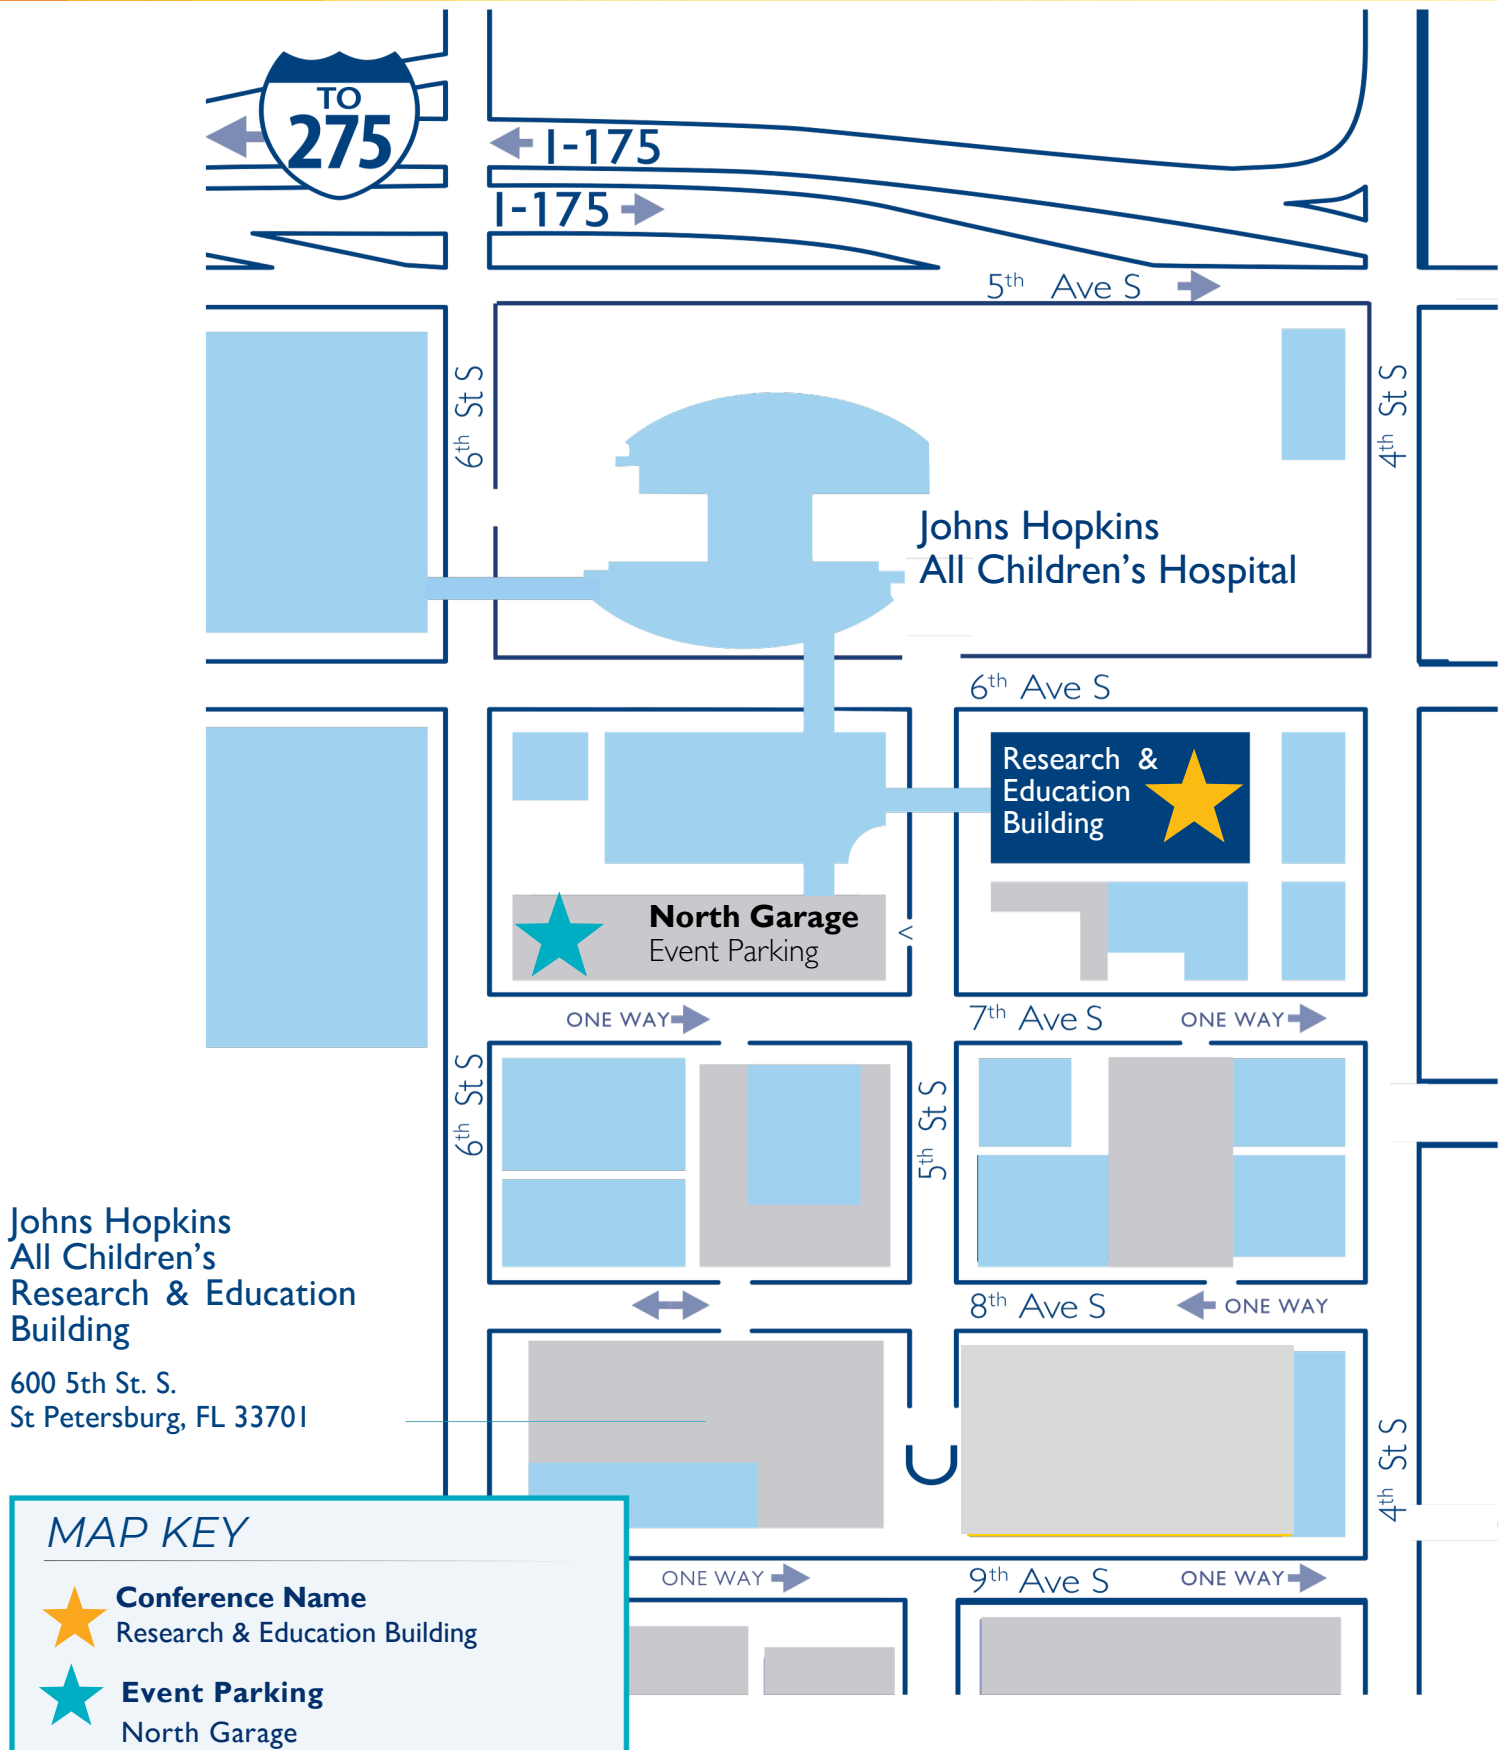 TO
275
I-175
I-175
5th Ave S
6th St S
4th St S
Johns Hopkins
All Children's Hospital
6th Ave S
Research &
Education
Building
North Garage
Event Parking
<
ONE WAY
7th Ave S
ONE WAY
6th St S
5th St S
Johns Hopkins
All Children's
Research & Education
Building
600 5th St. S.
St Petersburg, FL 33701
8th Ave S
ONE WAY
4th St S
MAP KEY
Conference Name
Research & Education Building
Event Parking
North Garage
ONE WAY
9th Ave S
ONE WAY